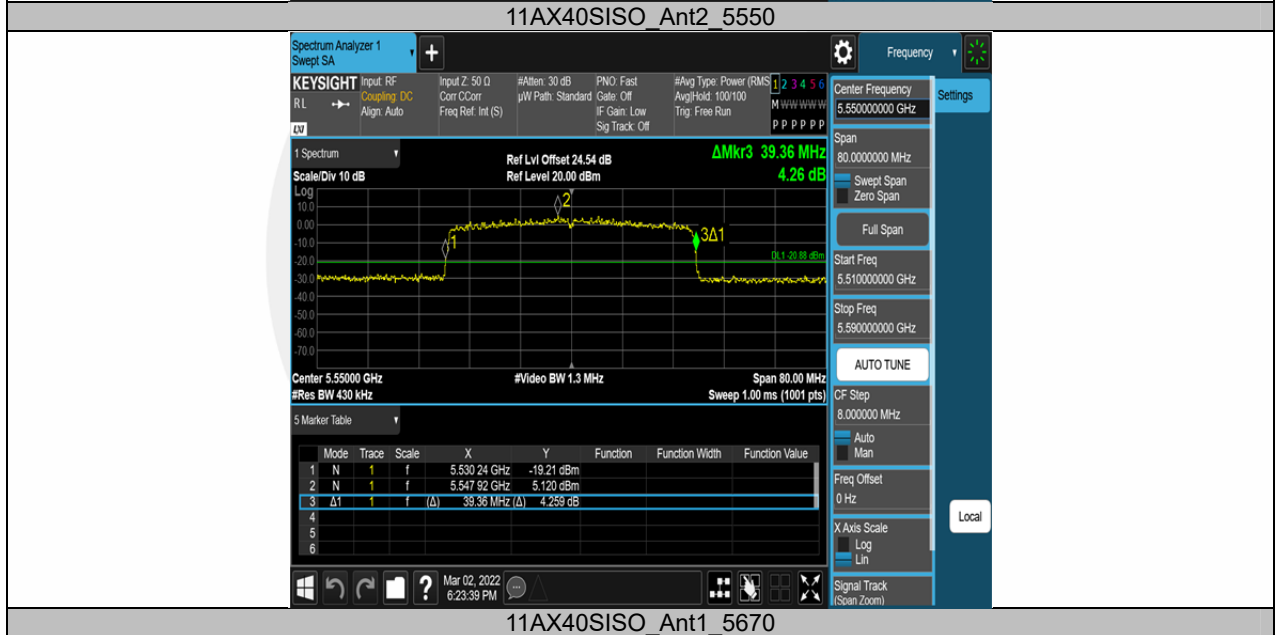 11AX40SISO_Ant2_5550
Spectrum Analyzer 1
Swept SA
+
Frequency
KEYSIGHT
RL
LXI
Input: RF
Coupling: DC
Align: Auto
Input Z: 50 Ω
Corr CCorr
Freq Ref: Int (S)
#Atten: 30 dB
µW Path: Standard
PNO: Fast
Gate: Off
IF Gain: Low
Sig Track: Off
#Avg Type: Power (RMS
Avg|Hold: 100/100
Trig: Free Run
1 2 3 4 5 6
M W W W W W
P P P P P P
1 Spectrum
Scale/Div 10 dB
Log
Ref Lvl Offset 24.54 dB
Ref Level 20.00 dBm
ΔMkr3 39.36 MHz
4.26 dB
10.0
0.00
-10.0
-20.0
-30.0
-40.0
-50.0
-60.0
-70.0
1
2
3Δ1
DL1 -20.88 dBm
Center 5.55000 GHz
#Video BW 1.3 MHz
Span 80.00 MHz
#Res BW 430 kHz
Sweep 1.00 ms (1001 pts)
5 Marker Table
Mode Trace Scale X Y Function Function Width Function Value
1 N 1 f 5.530 24 GHz -19.21 dBm
2 N 1 f 5.547 92 GHz 5.120 dBm
3 Δ1 1 f (Δ) 39.36 MHz (Δ) 4.259 dB
4
5
6
Mar 02, 2022
6:23:39 PM
?
Center Frequency
5.550000000 GHz
Settings
Span
80.0000000 MHz
Swept Span
Zero Span
Full Span
Start Freq
5.510000000 GHz
Stop Freq
5.590000000 GHz
AUTO TUNE
CF Step
8.000000 MHz
Auto
Man
Freq Offset
0 Hz
X Axis Scale
Log
Lin
Local
Signal Track
(Span Zoom)
11AX40SISO_Ant1_5670